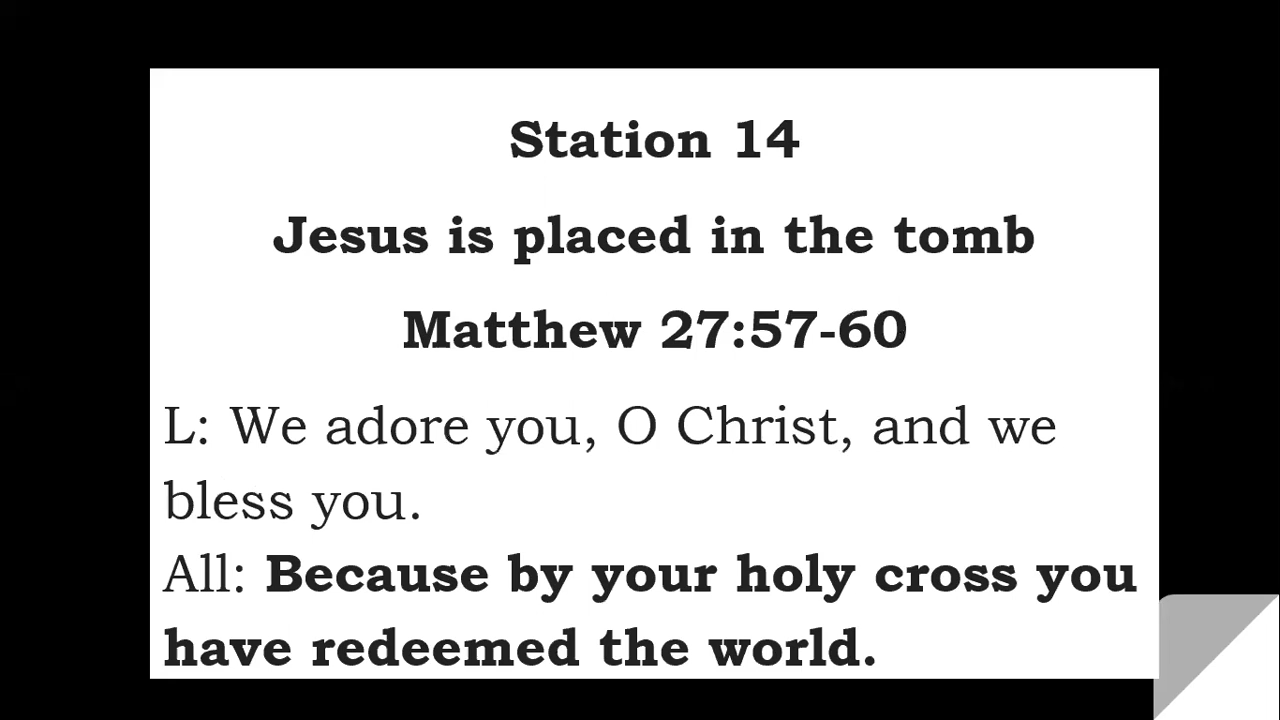 Station 14
Jesus is placed in the tomb
Matthew 27:57-60
L: We adore you, O Christ, and we
bless you.
All: Because by your holy cross you
have redeemed the world.